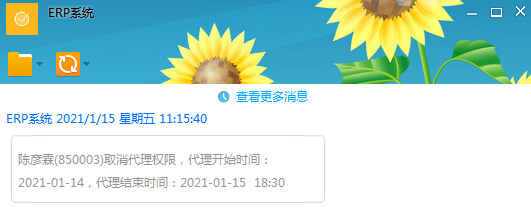 ERP系统
查看更多消息
ERP系统 2021/1/15 星期五 11:15:40
陈彦霖(850003)取消代理权限，代理开始时间：
2021-01-14，代理结束时间：2021-01-15 18:30